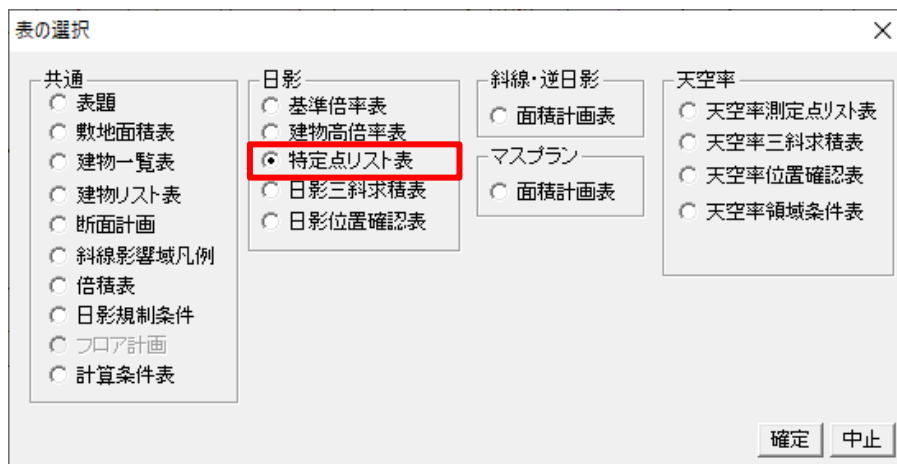 表の選択
共通
表題
敷地面積表
建物一覧表
建物リスト表
断面計画
斜線影響域凡例
倍積表
日影規制条件
フロア計画
計算条件表
日影
基準倍率表
建物高倍率表
特定点リスト表
日影三斜求積表
日影位置確認表
斜線・逆日影
面積計画表
マスプラン
面積計画表
天空率
天空率測定点リスト表
天空率三斜求積表
天空率位置確認表
天空率領域条件表
確定
中止